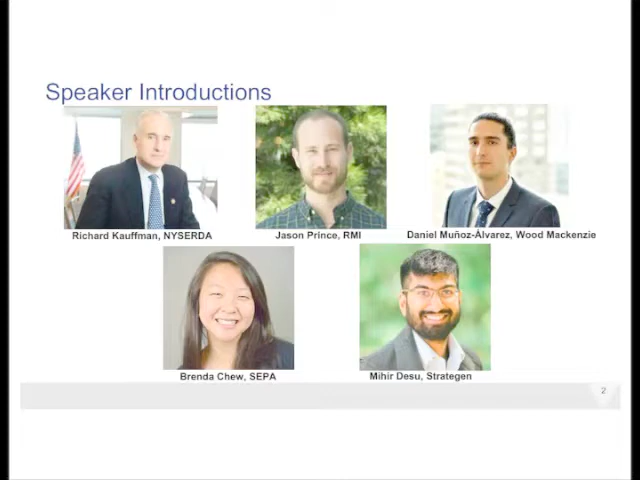 Speaker Introductions
Richard Kauffman, NYSERDA
Jason Prince, RMI
Daniel Muñoz-Álvarez, Wood Mackenzie
Brenda Chew, SEPA
Mihir Desu, Strategen
2